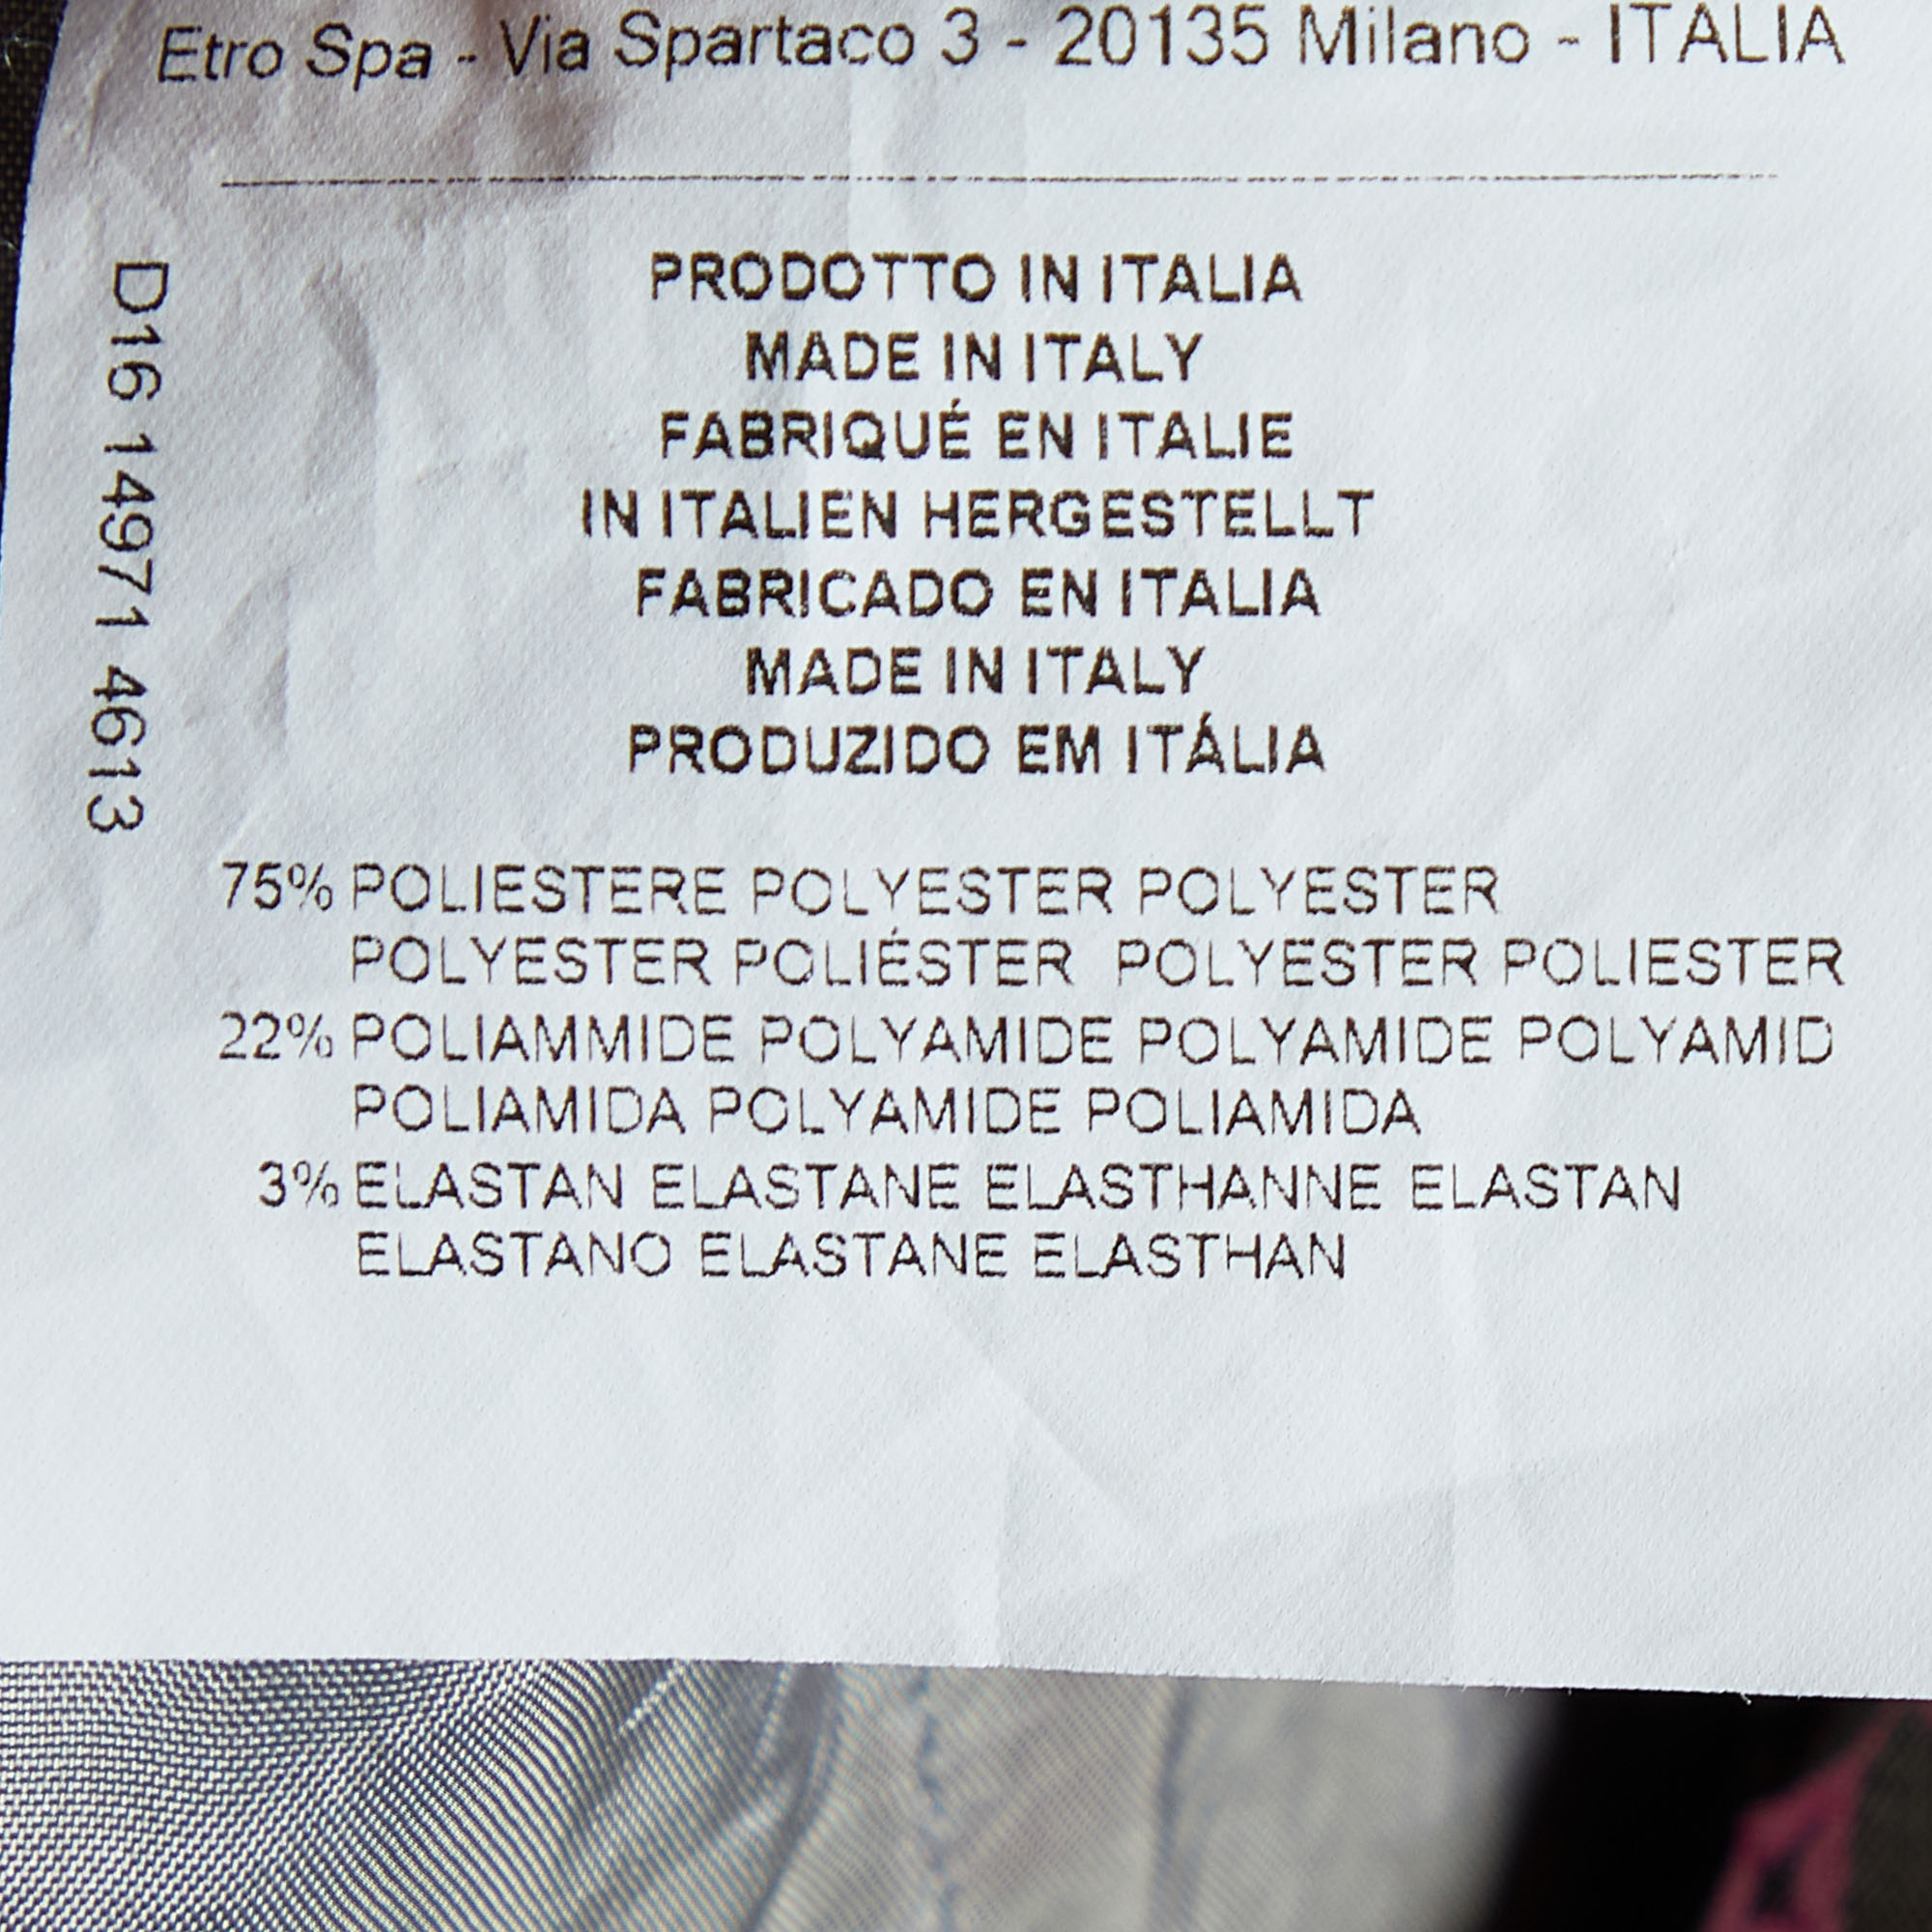 Etro Spa - Via Spartaco 3 - 20135 Milano - ITALIA
D16 14971 4613
PRODOTTO IN ITALIA
MADE IN ITALY
FABRIQUÉ EN ITALIE
IN ITALIEN HERGESTELLT
FABRICADO EN ITALIA
MADE IN ITALY
PRODUZIDO EM ITÁLIA
75% POLIESTERE POLYESTER POLYESTER
POLYESTER POLIÉSTER POLYESTER POLIESTER
22% POLIAMMIDE POLYAMIDE POLYAMIDE POLYAMID
POLIAMIDA POLYAMIDE POLIAMIDA
3% ELASTAN ELASTANE ELASTHANNE ELASTAN
ELASTANO ELASTANE ELASTHAN